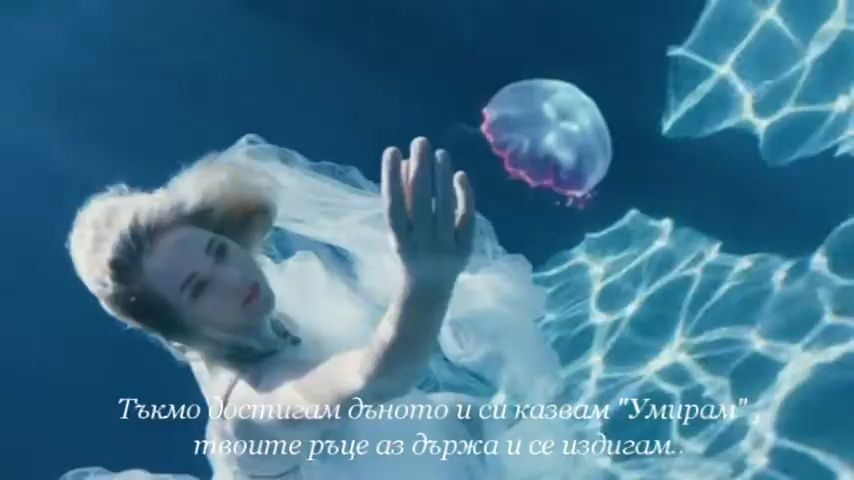 Тъкмо достигам дъното и си казвам "Умирам" ,
твоите ръце аз държа и се издигам..